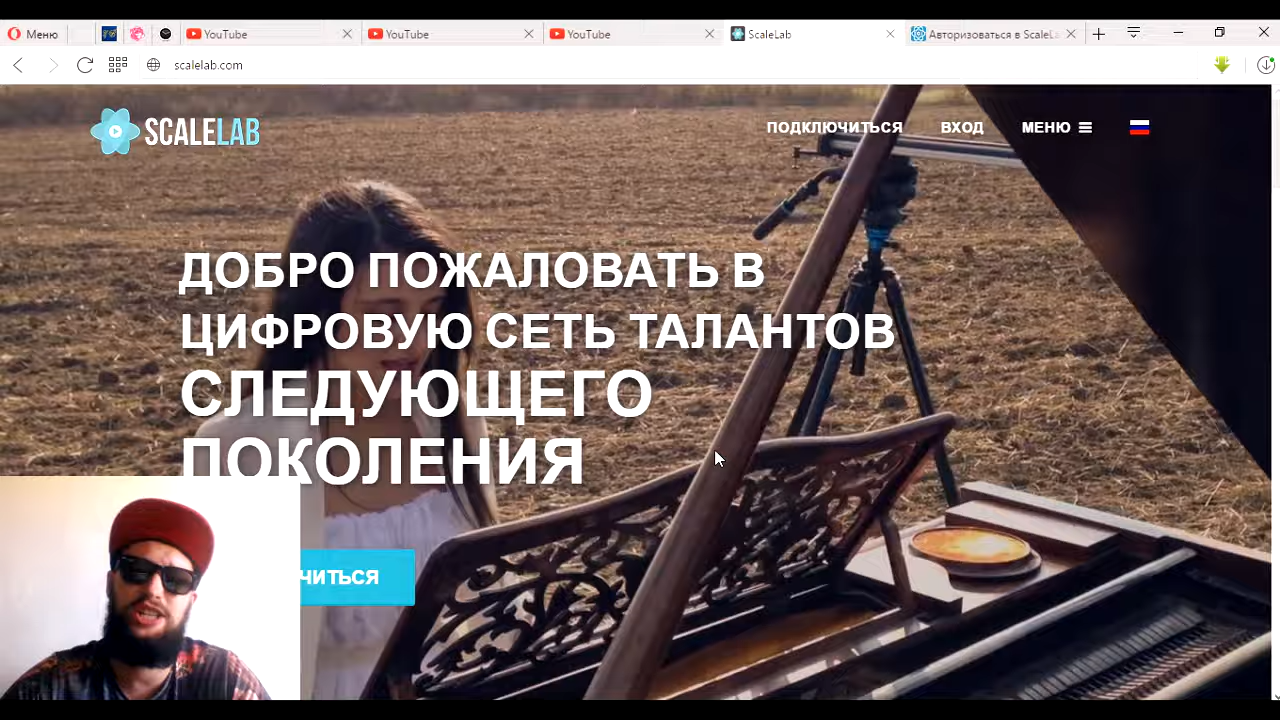 Меню
YouTube
YouTube
YouTube
ScaleLab
Авторизоваться в ScaleLa
scalelab.com
SCALELAB
ПОДКЛЮЧИТЬСЯ
ВХОД
МЕНЮ
ДОБРО ПОЖАЛОВАТЬ В
ЦИФРОВУЮ СЕТЬ ТАЛАНТОВ
СЛЕДУЮЩЕГО
ПОКОЛЕНИЯ
ЧИТЬСЯ